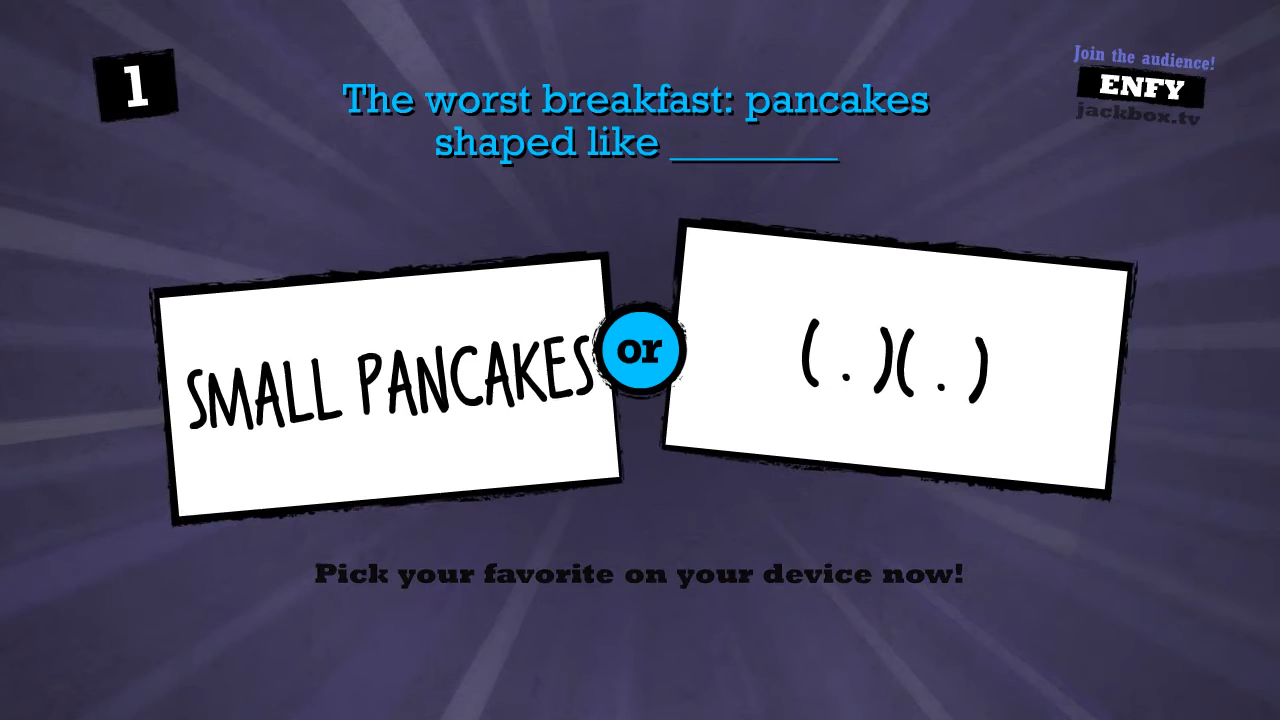 1
The worst breakfast: pancakes
shaped like _________
Join the audience!
ENFY
jackbox.tv
SMALL PANCAKES
or
( . )( . )
Pick your favorite on your device now!